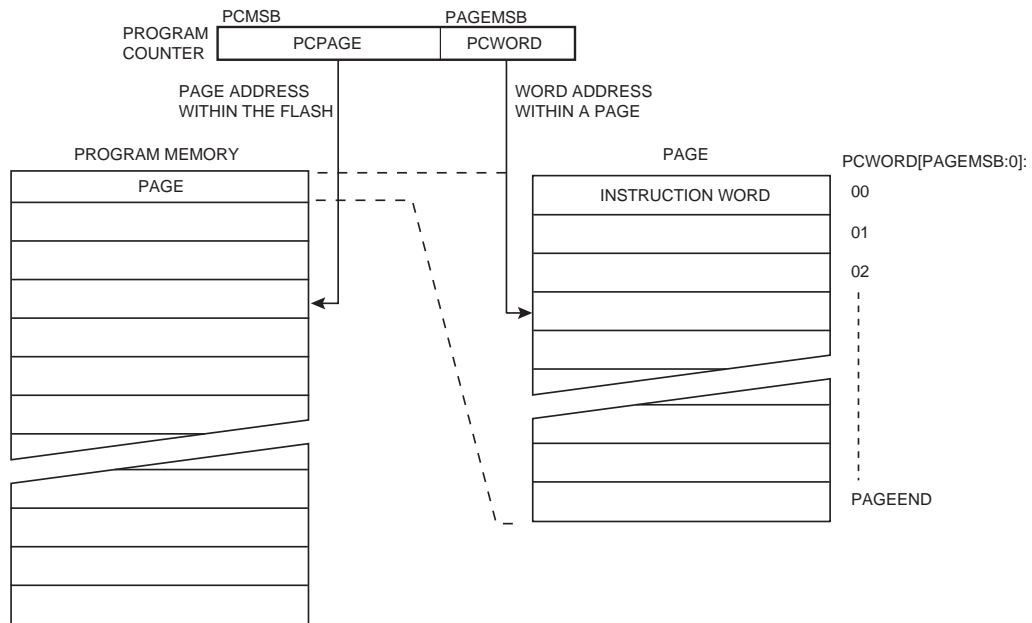 PCMSB
PAGEMSB
PROGRAM
COUNTER
PCPAGE
PCWORD
PAGE ADDRESS
WITHIN THE FLASH
WORD ADDRESS
WITHIN A PAGE
PROGRAM MEMORY
PAGE
PAGE
PCWORD[PAGEMSB:0]:
INSTRUCTION WORD
00
01
02
PAGEEND